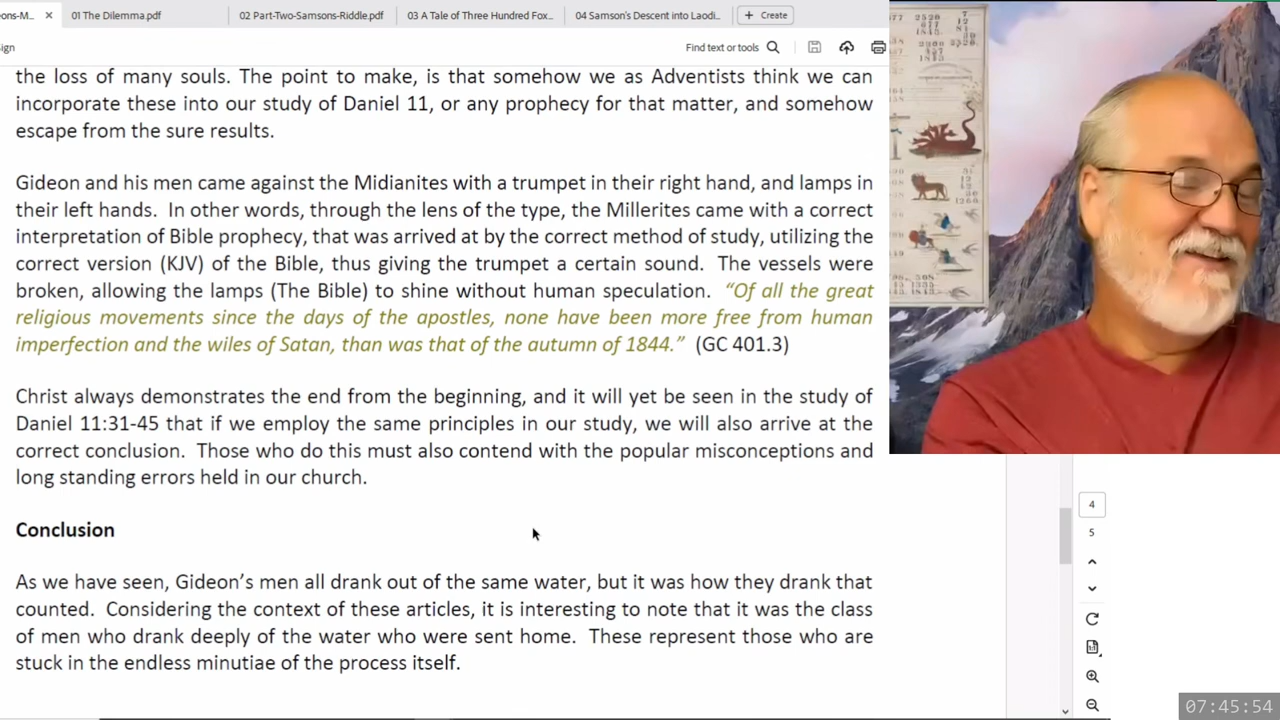 ons-M...
01 The Dilemma.pdf
02 Part-Two-Samsons-Riddle.pdf
03 A Tale of Three Hundred Fox...
04 Samson's Descent into Laodi...
+ Create
ign
Find text or tools
the loss of many souls. The point to make, is that somehow we as Adventists think we can
incorporate these into our study of Daniel 11, or any prophecy for that matter, and somehow
escape from the sure results.
Gideon and his men came against the Midianites with a trumpet in their right hand, and lamps in
their left hands. In other words, through the lens of the type, the Millerites came with a correct
interpretation of Bible prophecy, that was arrived at by the correct method of study, utilizing the
correct version (KJV) of the Bible, thus giving the trumpet a certain sound. The vessels were
broken, allowing the lamps (The Bible) to shine without human speculation. "Of all the great
religious movements since the days of the apostles, none have been more free from human
imperfection and the wiles of Satan, than was that of the autumn of 1844." (GC 401.3)
Christ always demonstrates the end from the beginning, and it will yet be seen in the study of
Daniel 11:31-45 that if we employ the same principles in our study, we will also arrive at the
correct conclusion. Those who do this must also contend with the popular misconceptions and
long standing errors held in our church.
Conclusion
As we have seen, Gideon's men all drank out of the same water, but it was how they drank that
counted. Considering the context of these articles, it is interesting to note that it was the class
of men who drank deeply of the water who were sent home. These represent those who are
stuck in the endless minutiae of the process itself.
4
5
07:45:54